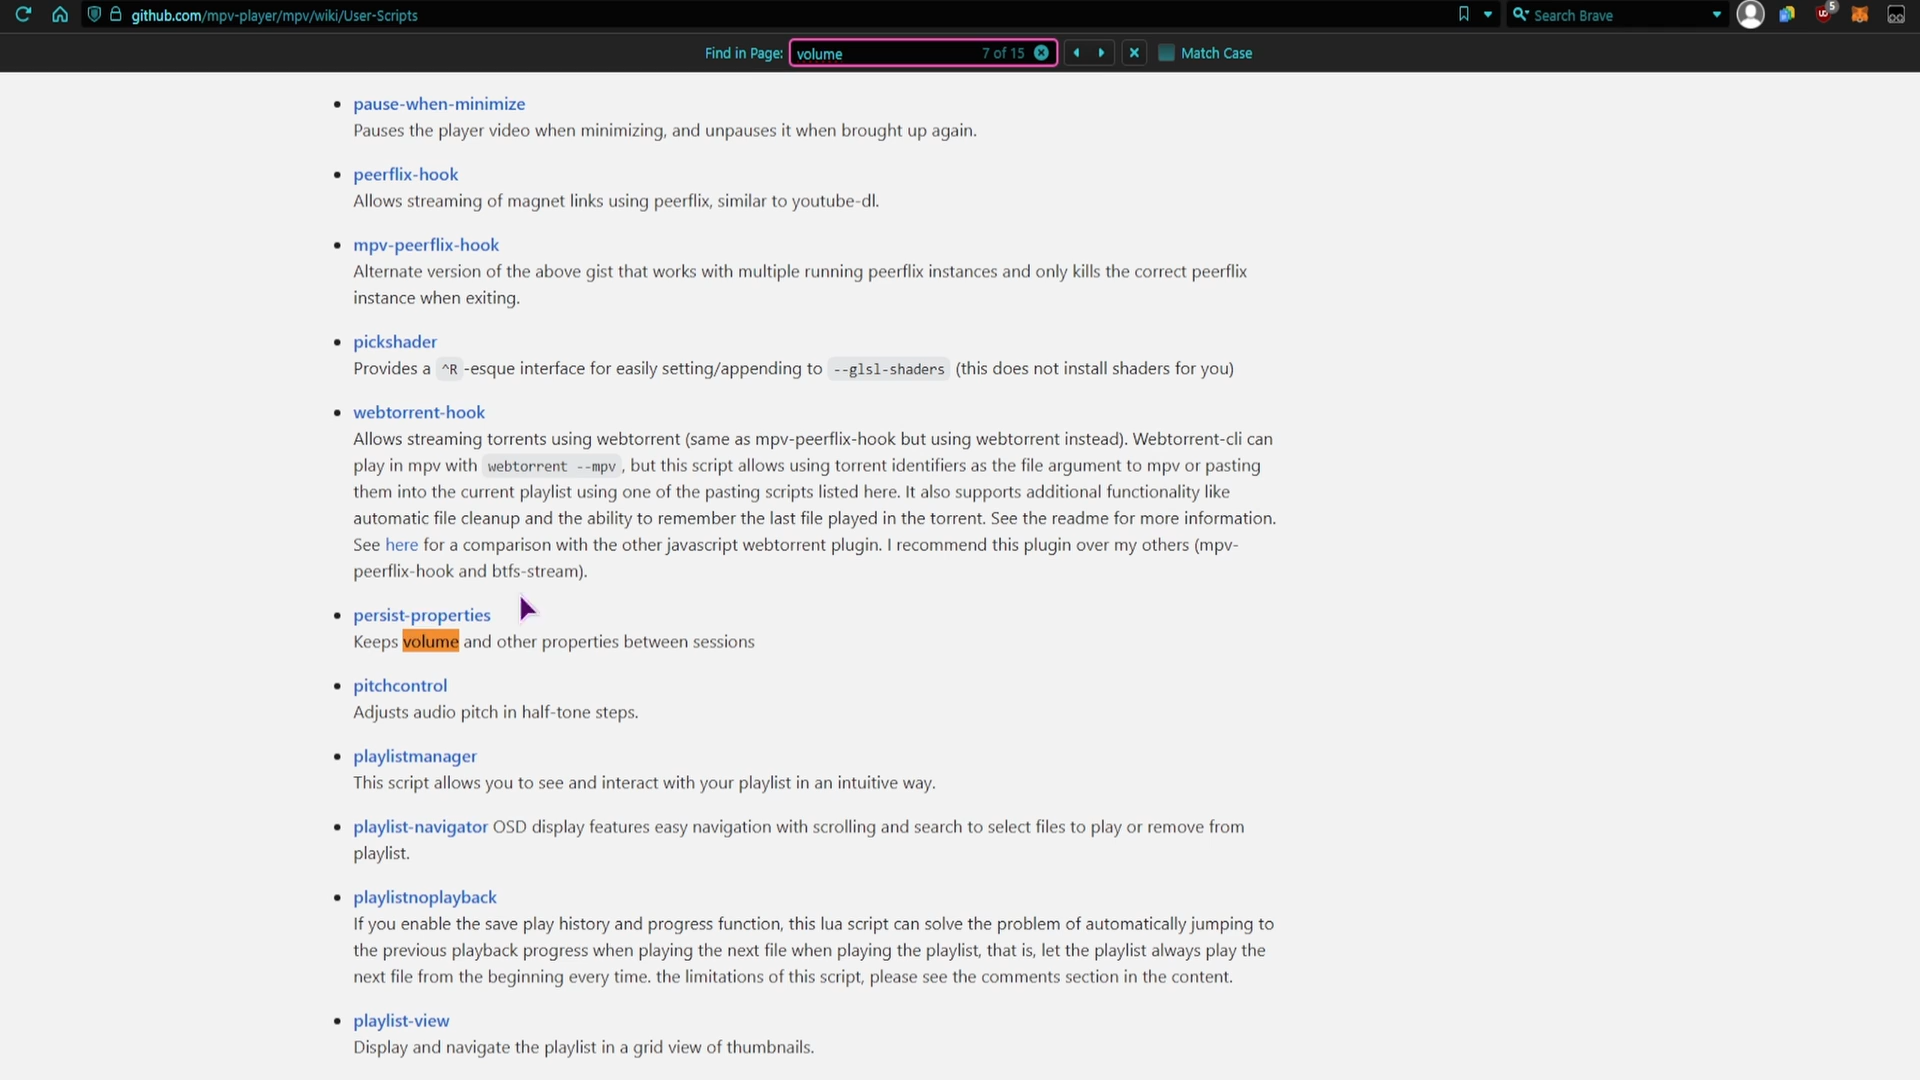 github.com/mpv-player/mpv/wiki/User-Scripts
Search Brave
5
Find in Page:
volume
7 of 15
Match Case
pause-when-minimize
Pauses the player video when minimizing, and unpauses it when brought up again.
peerflix-hook
Allows streaming of magnet links using peerflix, similar to youtube-dl.
mpv-peerflix-hook
Alternate version of the above gist that works with multiple running peerflix instances and only kills the correct peerflix
instance when exiting.
pickshader
Provides a ^R -esque interface for easily setting/appending to --glsl-shaders (this does not install shaders for you)
webtorrent-hook
Allows streaming torrents using webtorrent (same as mpv-peerflix-hook but using webtorrent instead). Webtorrent-cli can
play in mpv with webtorrent --mpv , but this script allows using torrent identifiers as the file argument to mpv or pasting
them into the current playlist using one of the pasting scripts listed here. It also supports additional functionality like
automatic file cleanup and the ability to remember the last file played in the torrent. See the readme for more information.
See here for a comparison with the other javascript webtorrent plugin. I recommend this plugin over my others (mpv-
peerflix-hook and btfs-stream).
persist-properties
Keeps volume and other properties between sessions
pitchcontrol
Adjusts audio pitch in half-tone steps.
playlistmanager
This script allows you to see and interact with your playlist in an intuitive way.
playlist-navigator OSD display features easy navigation with scrolling and search to select files to play or remove from
playlist.
playlistnoplayback
If you enable the save play history and progress function, this lua script can solve the problem of automatically jumping to
the previous playback progress when playing the next file when playing the playlist, that is, let the playlist always play the
next file from the beginning every time. the limitations of this script, please see the comments section in the content.
playlist-view
Display and navigate the playlist in a grid view of thumbnails.